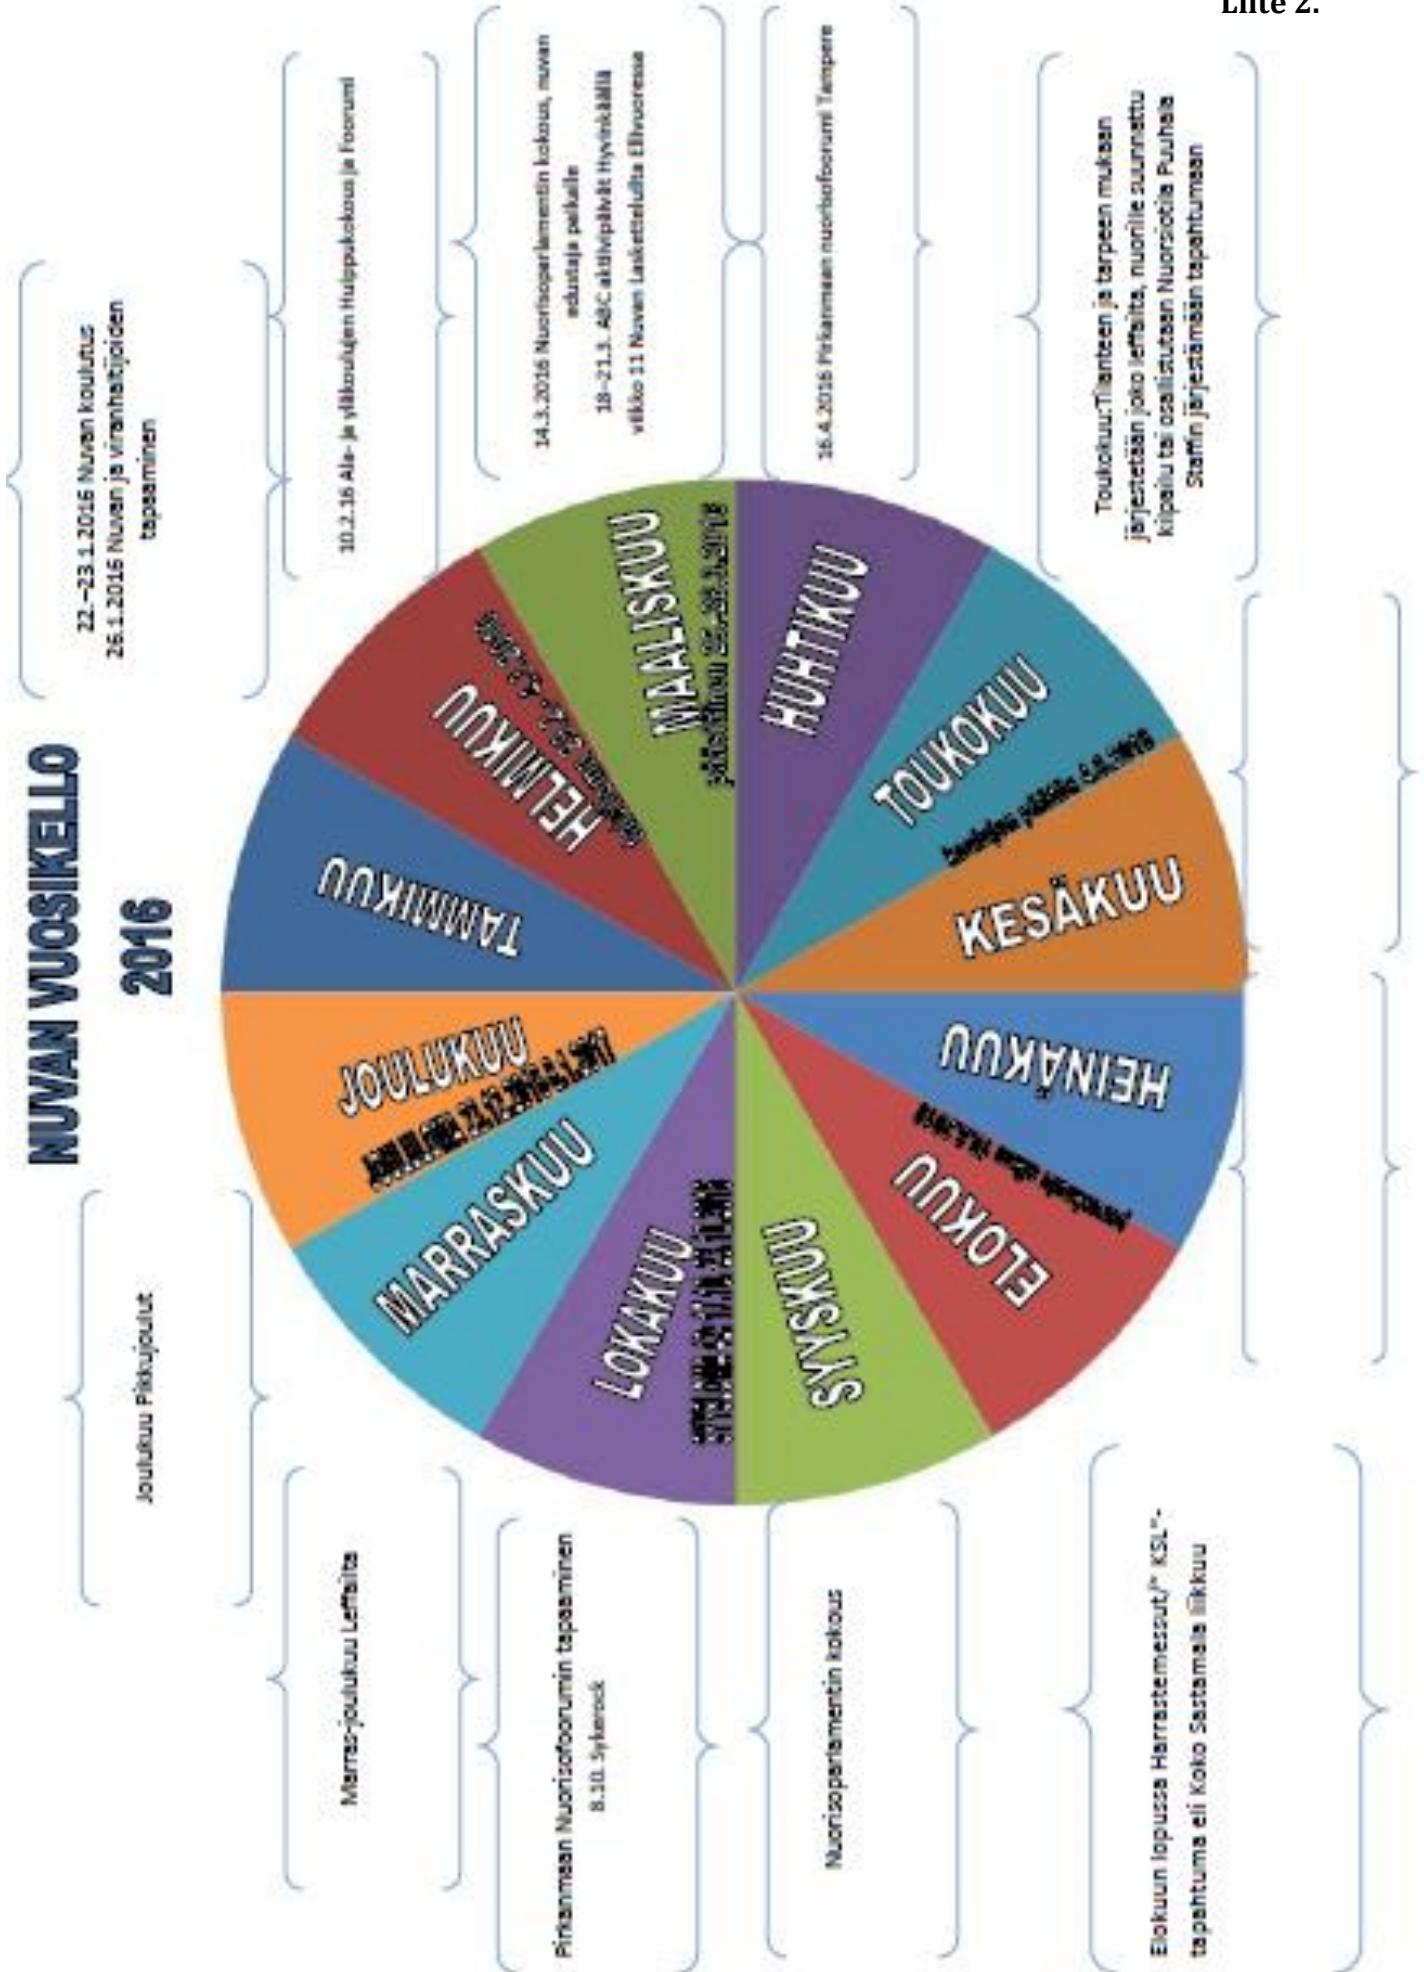 Liite 2.
NUVAN VUOSIKELLO
2016
22.–23.1.2016 Nuvan koulutus
26.1.2016 Nuvan ja viranhaltijoiden
tapaaminen
10.2.16 Ala- ja yläkoulujen Huippukokous ja Foorumi
14.3.2016 Nuorisoparlamentin kokous, nuvan
edustaja paikalle
18–21.3. ABC aktiivipäivät Hyvinkäällä
viikko 11 Nuvan Laskettelulta Ellivuoressa
16.4.2016 Pirkanmaan nuorisofoorumi Tampere
Toukokuu:Tilanteen ja tarpeen mukaan
järjestetään joko leffailta, nuorille suunnattu
kilpailu tai osallistutaan Nuorsiotila Puuhala
Staffin järjestämään tapahtumaan
Elokuun lopussa Harrastemessut/" KSL"-
tapahtuma eli Koko Sastamala liikkuu
Nuorisoparlamentin kokous
Pirkanmaan Nuorisofoorumin tapaaminen
8.10. Sykerock
Marras-joulukuu Leffailta
Joulukuu Pikkujoulut
TAMMIKUU
HELMIKUU
MAALISKUU
pääsiäinen
HUHTIKUU
TOUKOKUU
KESÄKUU
HEINÄKUU
ELOKUU
SYYSKUU
LOKAKUU
MARRASKUU
JOULUKUU